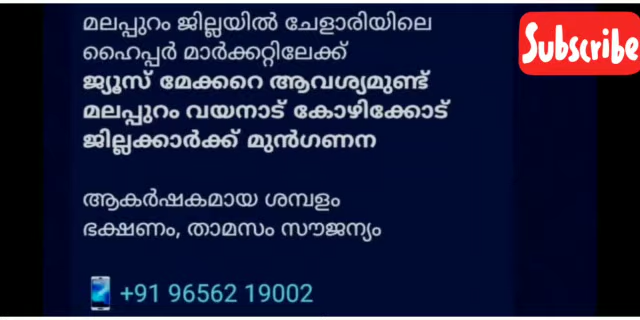 മലപ്പുറം ജില്ലയിൽ ചേളാരിയിലെ
ഹൈപ്പർ മാർക്കറ്റിലേക്ക്
ജ്യൂസ് മേക്കറെ ആവശ്യമുണ്ട്
മലപ്പുറം വയനാട് കോഴിക്കോട്
ജില്ലക്കാർക്ക് മുൻഗണന
ആകർഷകമായ ശമ്പളം
ഭക്ഷണം, താമസം സൗജന്യം
+91 96562 19002
Subscribe